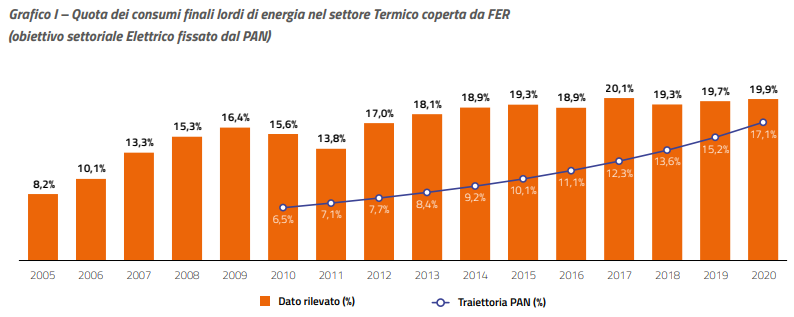 Grafico I – Quota dei consumi finali lordi di energia nel settore Termico coperta da FER
(obiettivo settoriale Elettrico fissato dal PAN)
8,2% 10,1% 13,3% 15,3% 16,4% 15,6% 13,8% 17,0% 18,1% 18,9% 19,3% 18,9% 20,1% 19,3% 19,7% 19,9%
6,5% 7,1% 7,7% 8,4% 9,2% 10,1% 11,1% 12,3% 13,6% 15,2% 17,1%
2005 2006 2007 2008 2009 2010 2011 2012 2013 2014 2015 2016 2017 2018 2019 2020
Dato rilevato (%) Traiettoria PAN (%)